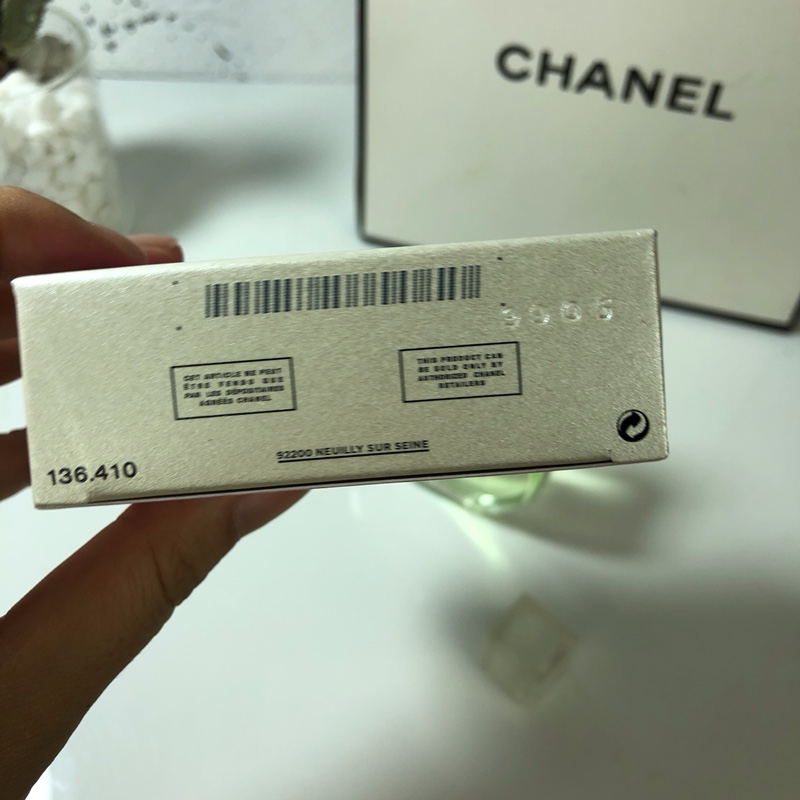 CHANEL
CET ARTICLE NE PEUT
ÊTRE VENDU QUE
PAR LES DÉPOSITAIRES
AGRÉÉS CHANEL
THIS PRODUCT CAN
BE SOLD ONLY BY
AUTHORIZED CHANEL
RETAILERS
92200 NEUILLY SUR SEINE
136.410